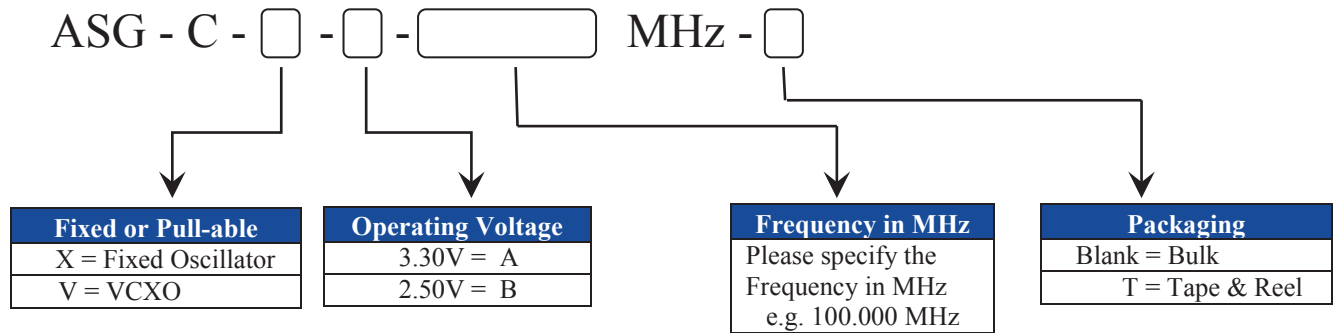 ASG - C - - - MHz -
Fixed or Pull-able
X = Fixed Oscillator
V = VCXO
Operating Voltage
3.30V = A
2.50V = B
Frequency in MHz
Please specify the
Frequency in MHz
e.g. 100.000 MHz
Packaging
Blank = Bulk
T = Tape & Reel